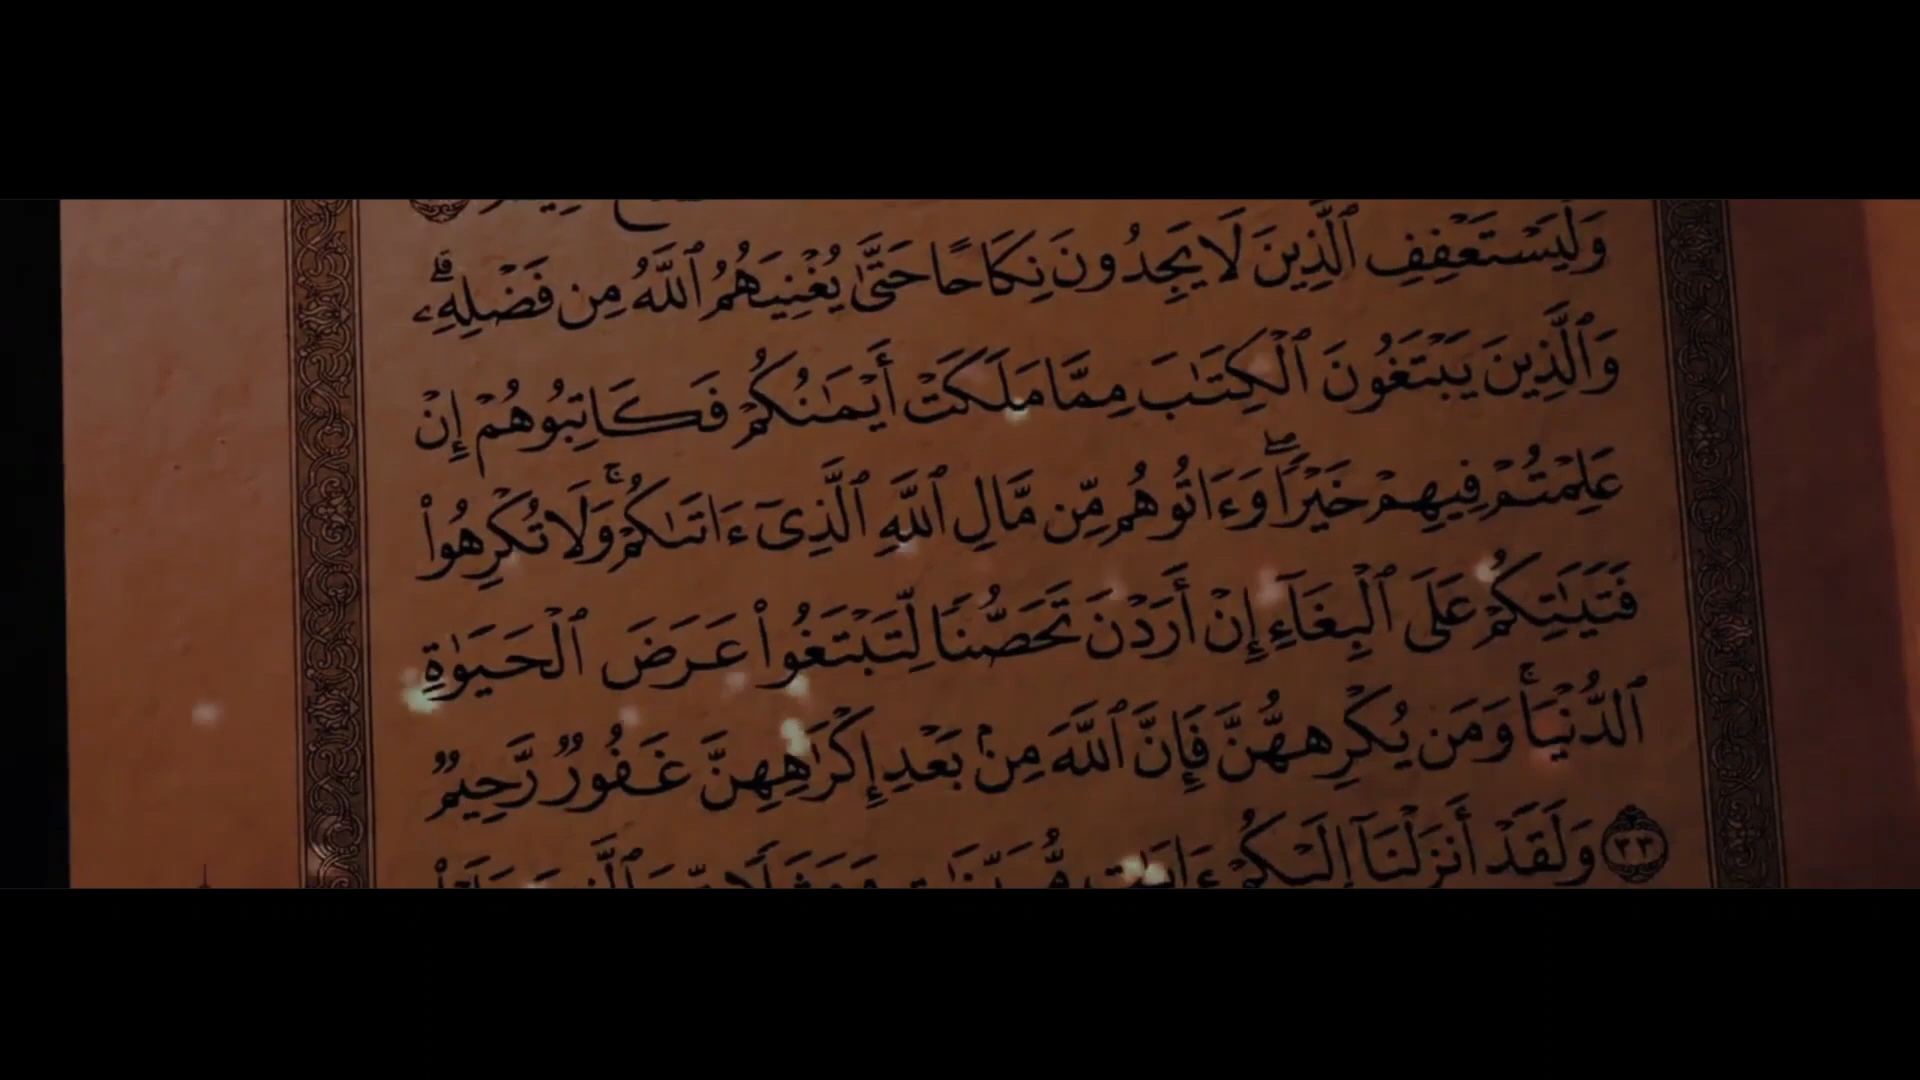 وَلْيَسْتَعْفِفِ ٱلَّذِينَ لَا يَجِدُونَ نِكَاحًا حَتَّىٰ يُغْنِيَهُمُ ٱللَّهُ مِن فَضْلِهِۦۗ
وَٱلَّذِينَ يَبْتَغُونَ ٱلْكِتَٰبَ مِمَّا مَلَكَتْ أَيْمَٰنُكُمْ فَكَاتِبُوهُمْ إِنْ
عَلِمْتُمْ فِيهِمْ خَيْرًاۖ وَءَاتُوهُم مِّن مَّالِ ٱللَّهِ ٱلَّذِىٓ ءَاتَىٰكُمْۚ وَلَا تُكْرِهُوا۟
فَتَيَٰتِكُمْ عَلَى ٱلْبِغَآءِ إِنْ أَرَدْنَ تَحَصُّنًا لِّتَبْتَغُوا۟ عَرَضَ ٱلْحَيَوٰةِ
ٱلدُّنْيَاۚ وَمَن يُكْرِههُّنَّ فَإِنَّ ٱللَّهَ مِنۢ بَعْدِ إِكْرَٰهِهِنَّ غَفُورٌ رَّحِيمٌ
٣٣ وَلَقَدْ أَنزَلْنَآ إِلَيْكُمْ ءَايَٰتٍ